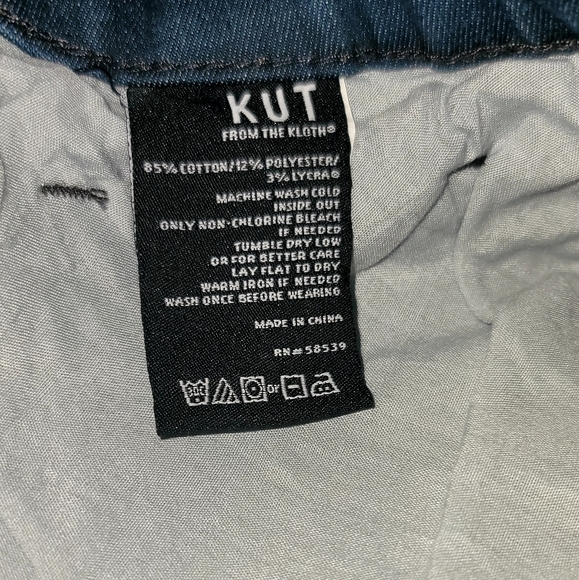 KUT
FROM THE KLOTH®
85% COTTON/12% POLYESTER/
3% LYCRA®
MACHINE WASH COLD
INSIDE OUT
ONLY NON-CHLORINE BLEACH
IF NEEDED
TUMBLE DRY LOW
OR FOR BETTER CARE
LAY FLAT TO DRY
WARM IRON IF NEEDED
WASH ONCE BEFORE WEARING
MADE IN CHINA
RN# 58539
30C or